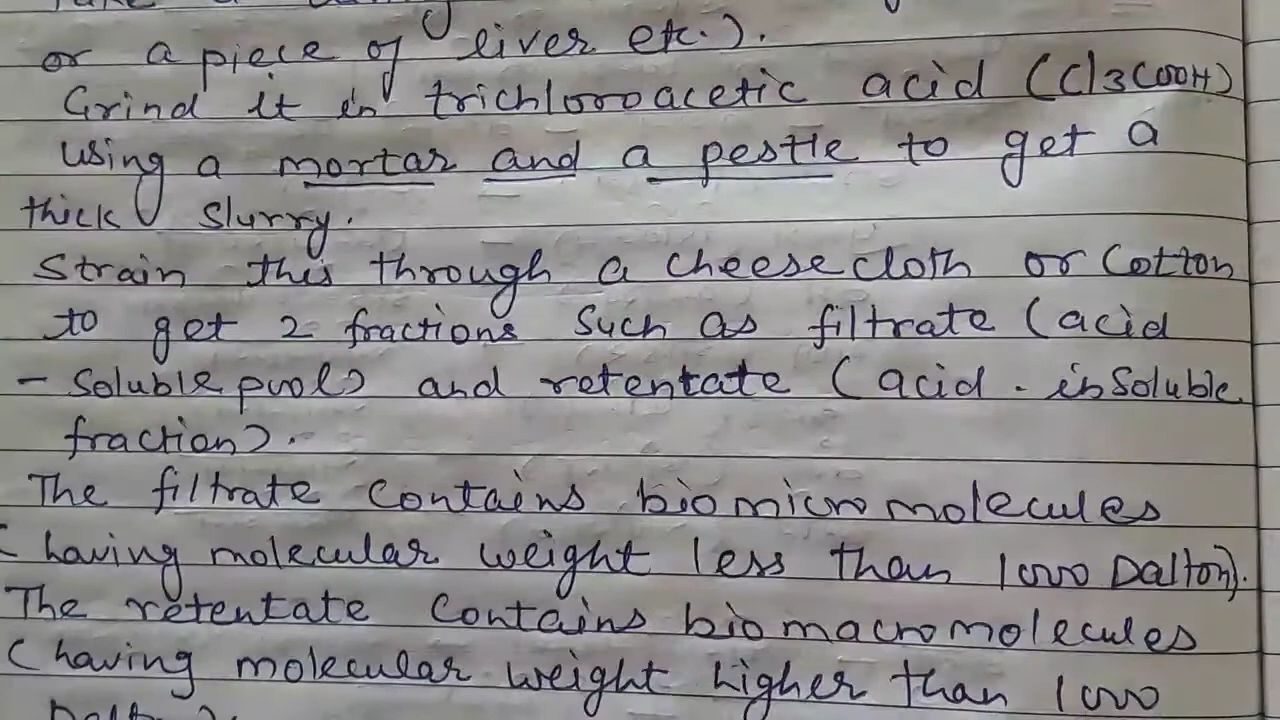 or a piece of liver etc.).
Grind it in trichloroacetic acid (Cl3COOH)
using a mortar and a pestle to get a
thick slurry.
Strain this through a cheese cloth or Cotton
to get 2 fractions such as filtrate (acid
- soluble pool) and retentate (acid - insoluble
fraction).
The filtrate contains biomicromolecules
(having molecular weight less than 1000 Dalton).
The retentate contains biomacromolecules
(having molecular weight higher than 1000